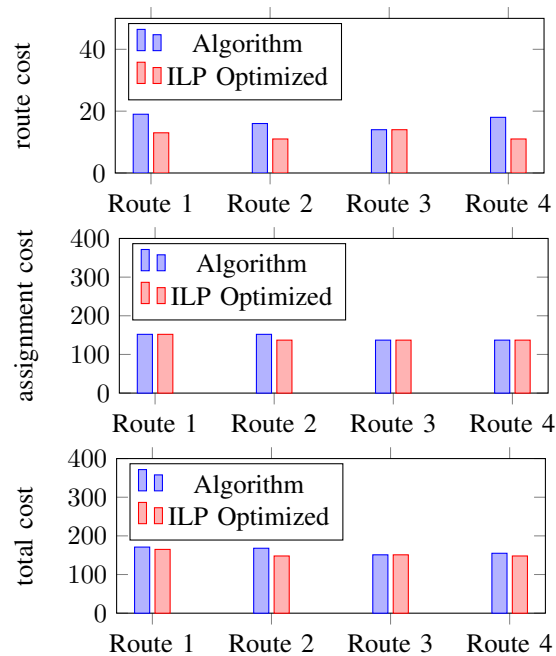 route cost
40
20
0
Algorithm
ILP Optimized
Route 1 Route 2 Route 3 Route 4
assignment cost
400
300
200
100
0
Algorithm
ILP Optimized
Route 1 Route 2 Route 3 Route 4
total cost
400
300
200
100
0
Algorithm
ILP Optimized
Route 1 Route 2 Route 3 Route 4